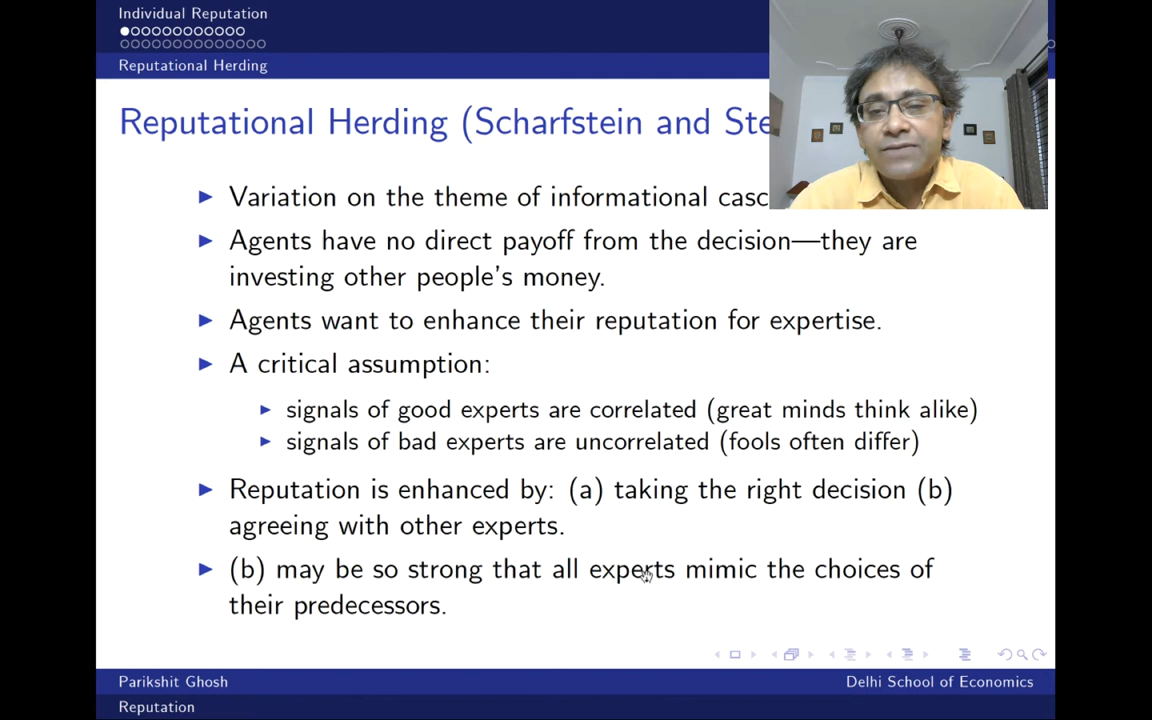 Individual Reputation
Reputational Herding
Reputational Herding (Scharfstein and
Variation on the theme of informational
Agents have no direct payoff from the decision—they are
investing other people's money.
Agents want to enhance their reputation for expertise.
A critical assumption:
signals of good experts are correlated (great minds think alike)
signals of bad experts are uncorrelated (fools often differ)
Reputation is enhanced by: (a) taking the right decision (b)
agreeing with other experts.
(b) may be so strong that all experts mimic the choices of
their predecessors.
Parikshit Ghosh
Delhi School of Economics
Reputation